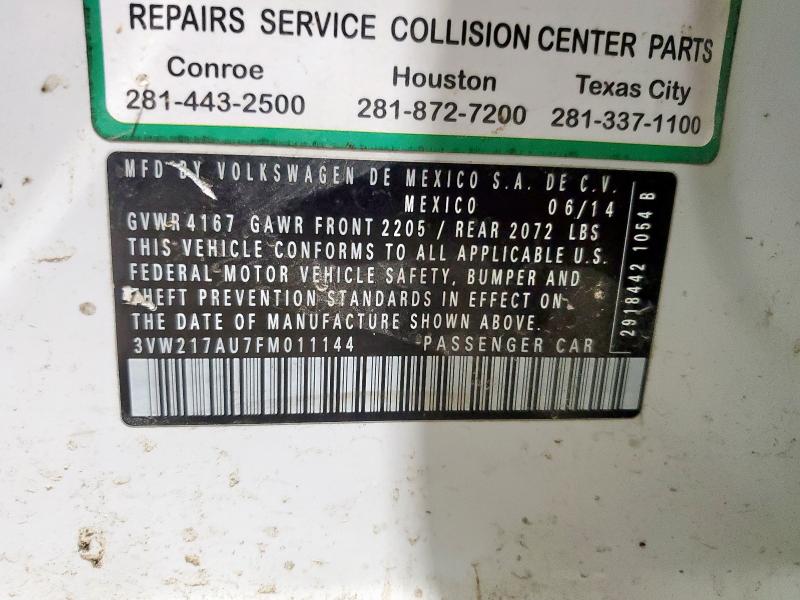 REPAIRS SERVICE COLLISION CENTER PARTS
Conroe
281-443-2500
Houston
281-872-7200
Texas City
281-337-1100
MFD BY VOLKSWAGEN DE MEXICO S.A. DE C.V.
MEXICO 06/14
GVWR 4167 GAWR FRONT 2205 / REAR 2072 LBS
THIS VEHICLE CONFORMS TO ALL APPLICABLE U.S.
FEDERAL MOTOR VEHICLE SAFETY, BUMPER AND
THEFT PREVENTION STANDARDS IN EFFECT ON
THE DATE OF MANUFACTURE SHOWN ABOVE.
3VW217AU7FM011144 PASSENGER CAR
2918442 1054 B